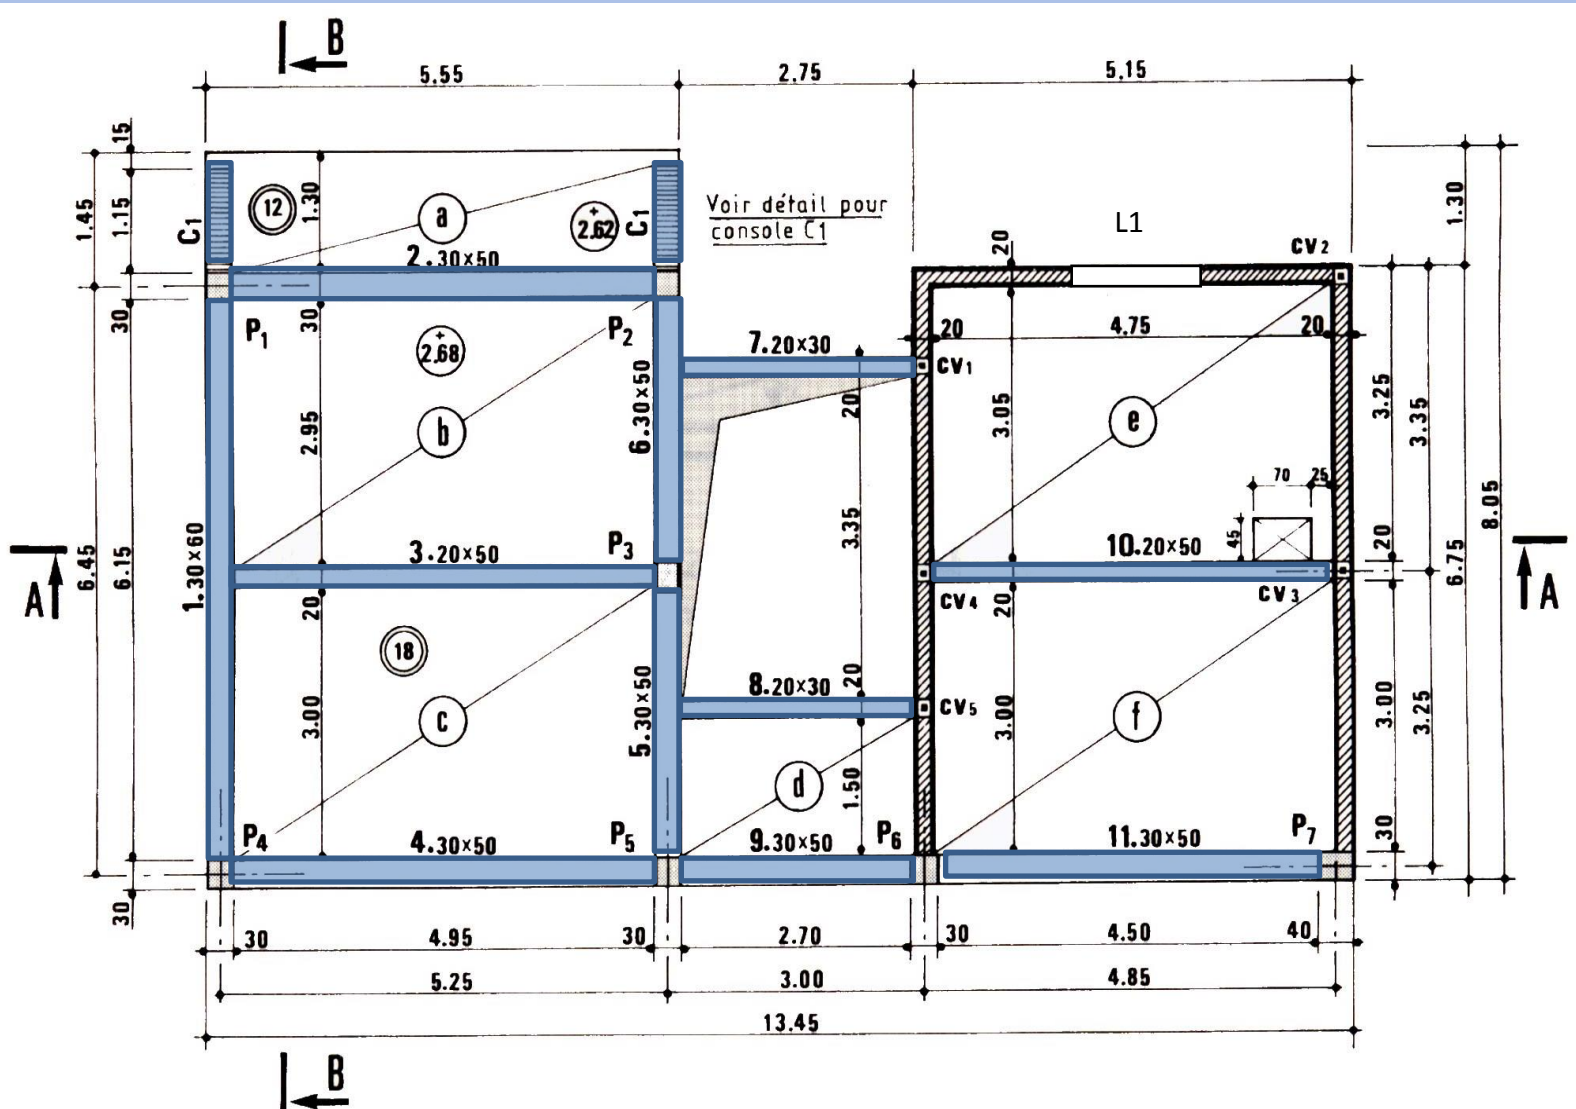 B
5.55
2.75
5.15
15
1.45
1.15
C1
12
a
1.30
+
2.62
C1
Voir détail pour
console C1
L1
CV2
20
1.30
2.30×50
30
P1
30
P2
+
2.68
7.20×30
20
4.75
20
CV1
20
6.30×50
b
2.95
3.05
e
3.25
3.35
70
25
8.05
A
6.45
6.15
1.30×60
3.20×50
P3
3.35
10.20×50
45
20
6.75
A
20
CV4
20
CV3
18
8.20×30
20
CV5
c
3.00
5.30×50
3.00
f
3.00
3.25
d
1.50
P4
4.30×50
P5
9.30×50
P6
11.30×50
P7
30
30
30
4.95
30
2.70
30
4.50
40
5.25
3.00
4.85
13.45
B